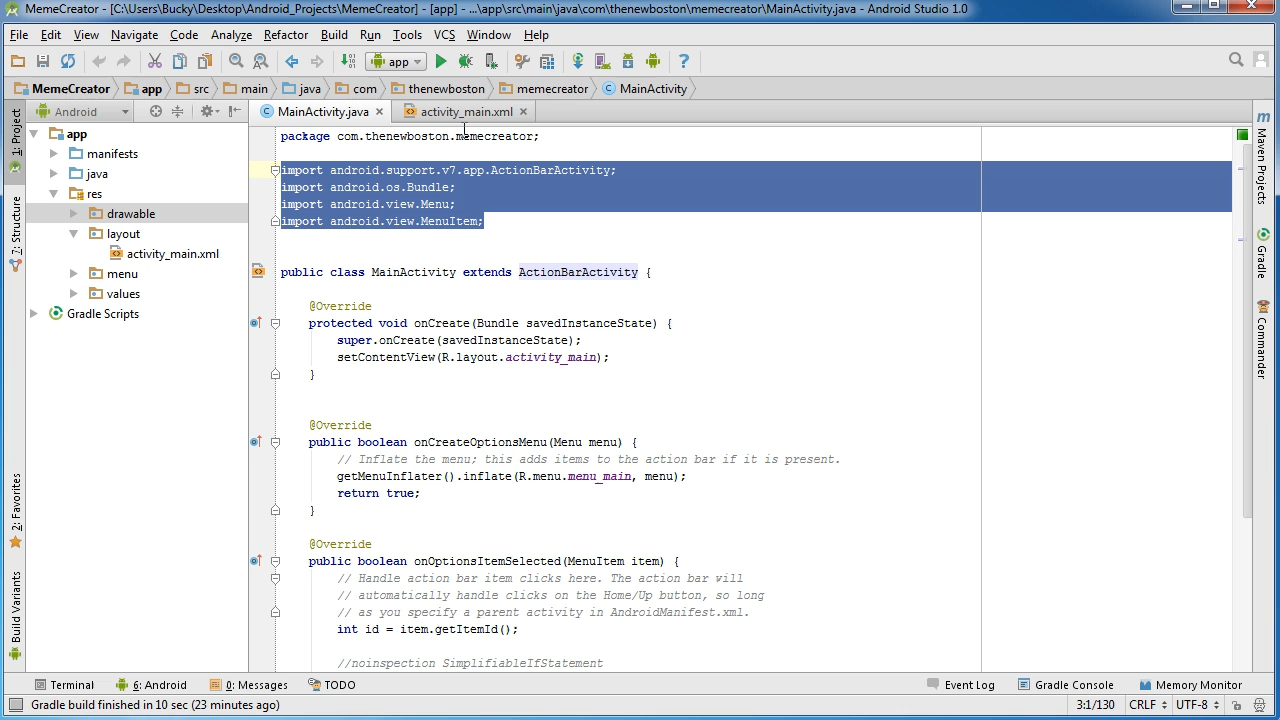 MemeCreator - [C:\Users\Bucky\Desktop\Android_Projects\MemeCreator] - [app] - ...\app\src\main\java\com\thenewboston\memecreator\MainActivity.java - Android Studio 1.0
File Edit View Navigate Code Analyze Refactor Build Run Tools VCS Window Help
app
MemeCreator app src main java com thenewboston memecreator MainActivity
Android
MainActivity.java
activity_main.xml
1: Project
7: Structure
2: Favorites
Build Variants
app
manifests
java
res
drawable
layout
activity_main.xml
menu
values
Gradle Scripts
package com.thenewboston.memecreator;
import android.support.v7.app.ActionBarActivity;
import android.os.Bundle;
import android.view.Menu;
import android.view.MenuItem;
public class MainActivity extends ActionBarActivity {
@Override
protected void onCreate(Bundle savedInstanceState) {
super.onCreate(savedInstanceState);
setContentView(R.layout.activity_main);
}
@Override
public boolean onCreateOptionsMenu(Menu menu) {
// Inflate the menu; this adds items to the action bar if it is present.
getMenuInflater().inflate(R.menu.menu_main, menu);
return true;
}
@Override
public boolean onOptionsItemSelected(MenuItem item) {
// Handle action bar item clicks here. The action bar will
// automatically handle clicks on the Home/Up button, so long
// as you specify a parent activity in AndroidManifest.xml.
int id = item.getItemId();
//noinspection SimplifiableIfStatement
Maven Projects
Gradle
Commander
Terminal 6: Android 0: Messages TODO Event Log Gradle Console Memory Monitor
Gradle build finished in 10 sec (23 minutes ago) 3:1/130 CRLF UTF-8